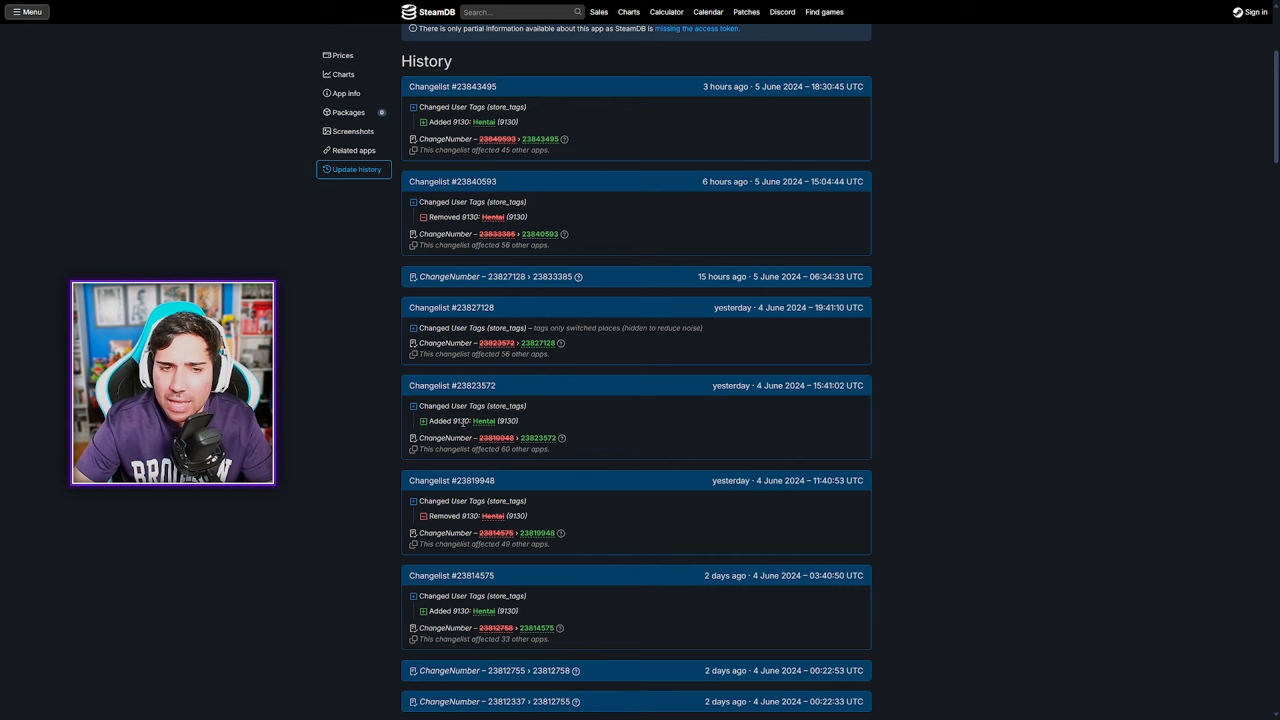 Menu
SteamDB
Search...
Sales
Charts
Calculator
Calendar
Patches
Discord
Find games
Sign in
There is only partial information available about this app as SteamDB is missing the access token.
Prices
Charts
App info
Packages 0
Screenshots
Related apps
Update history
History
Changelist #23843495 3 hours ago · 5 June 2024 – 18:30:45 UTC
Changed User Tags (store_tags)
Added 9130: Hentai (9130)
ChangeNumber – 23840593 › 23843495
This changelist affected 45 other apps.
Changelist #23840593 6 hours ago · 5 June 2024 – 15:04:44 UTC
Changed User Tags (store_tags)
Removed 9130: Hentai (9130)
ChangeNumber – 23833385 › 23840593
This changelist affected 56 other apps.
ChangeNumber – 23827128 › 23833385 15 hours ago · 5 June 2024 – 06:34:33 UTC
Changelist #23827128 yesterday · 4 June 2024 – 19:41:10 UTC
Changed User Tags (store_tags) – tags only switched places (hidden to reduce noise)
ChangeNumber – 23823572 › 23827128
This changelist affected 56 other apps.
Changelist #23823572 yesterday · 4 June 2024 – 15:41:02 UTC
Changed User Tags (store_tags)
Added 9130: Hentai (9130)
ChangeNumber – 23819948 › 23823572
This changelist affected 60 other apps.
Changelist #23819948 yesterday · 4 June 2024 – 11:40:53 UTC
Changed User Tags (store_tags)
Removed 9130: Hentai (9130)
ChangeNumber – 23814575 › 23819948
This changelist affected 49 other apps.
Changelist #23814575 2 days ago · 4 June 2024 – 03:40:50 UTC
Changed User Tags (store_tags)
Added 9130: Hentai (9130)
ChangeNumber – 23812758 › 23814575
This changelist affected 33 other apps.
ChangeNumber – 23812755 › 23812758 2 days ago · 4 June 2024 – 00:22:53 UTC
ChangeNumber – 23812337 › 23812755 2 days ago · 4 June 2024 – 00:22:33 UTC